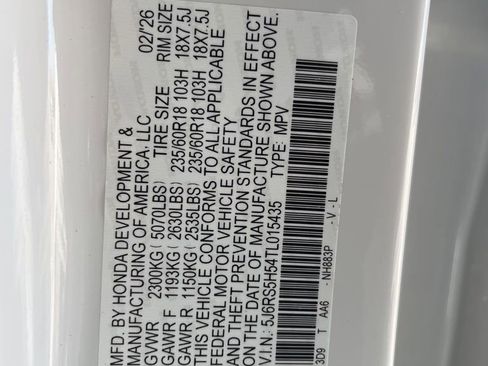 MFD. BY HONDA DEVELOPMENT & 02/'26
MANUFACTURING OF AMERICA, LLC
TIRE SIZE RIM SIZE
GVWR 2300KG( 5070LBS)
GAWR F 1193KG( 2630LBS) 235/60R18 103H 18X7.5J
GAWR R 1150KG( 2535LBS) 235/60R18 103H 18X7.5J
THIS VEHICLE CONFORMS TO ALL APPLICABLE
FEDERAL MOTOR VEHICLE SAFETY
AND THEFT PREVENTION STANDARDS IN EFFECT
ON THE DATE OF MANUFACTURE SHOWN ABOVE.
V.I.N.: 5J6RS5H54TL015435 TYPE: MPV
3D9 T AA6 - NH883P - V - L